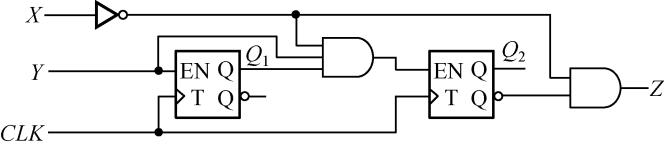 X
Q₁ Q₂
Y EN Q EN Q
T Q T Q Z
CLK